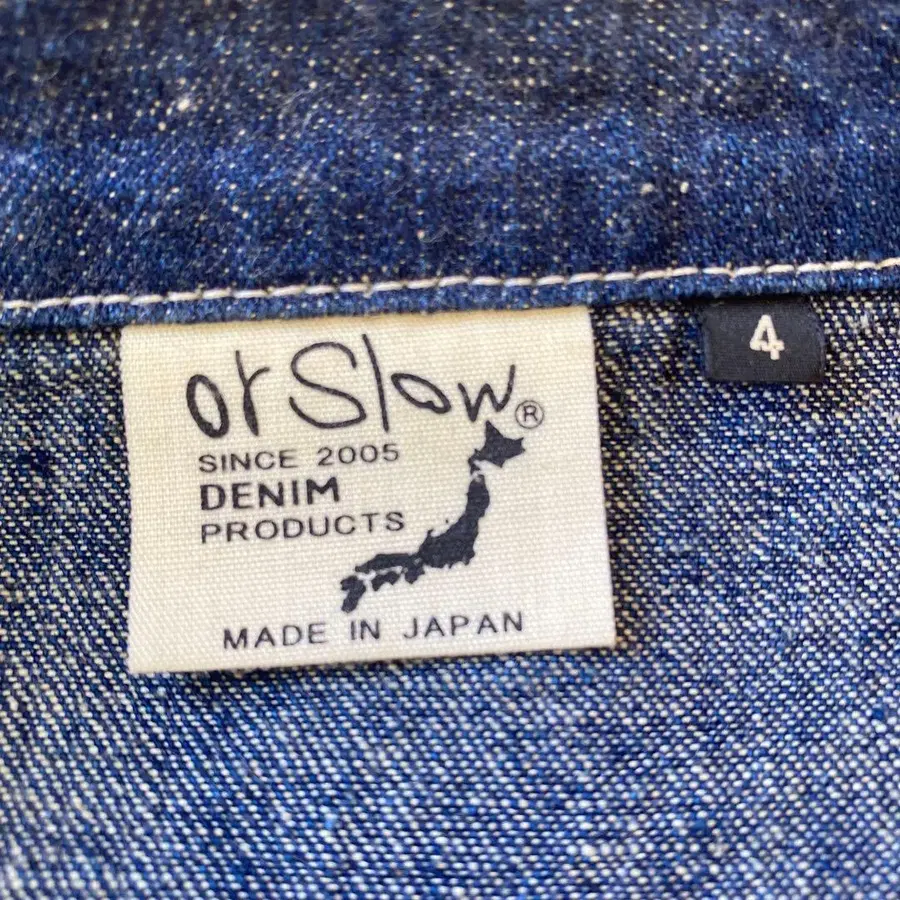 orSlow®
SINCE 2005
DENIM
PRODUCTS
MADE IN JAPAN
4